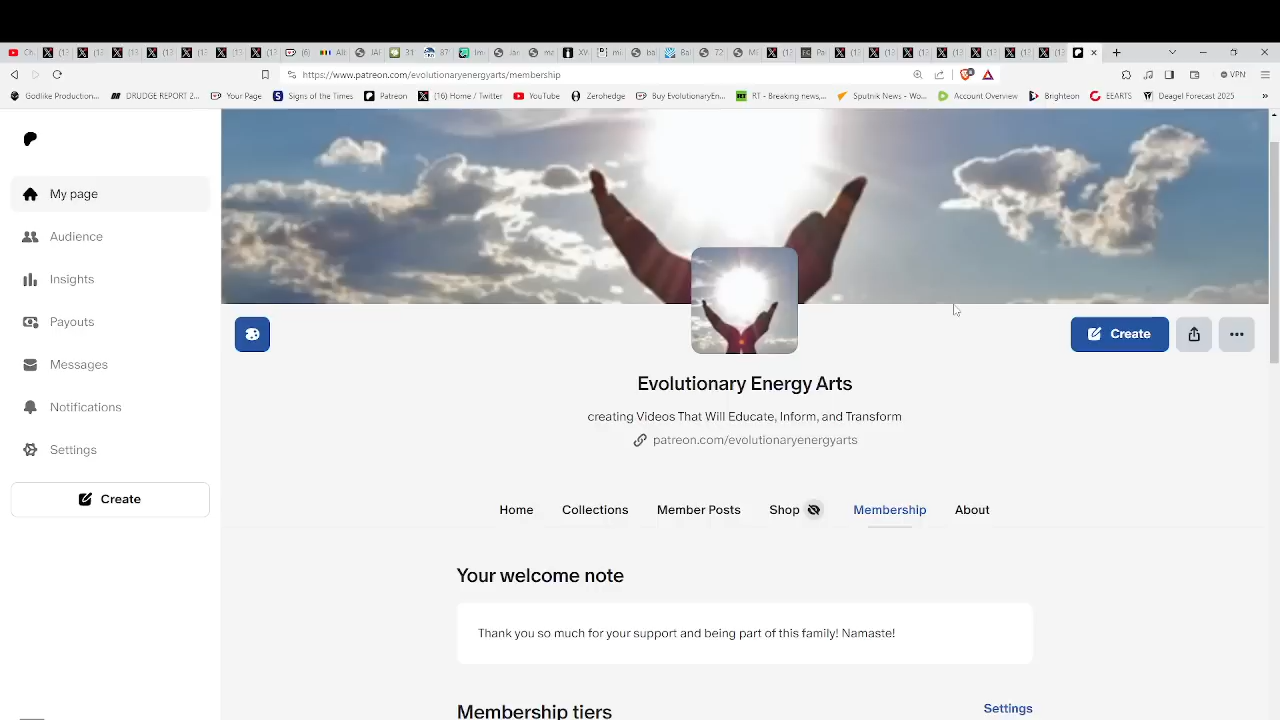 https://www.patreon.com/evolutionaryenergyarts/membership
VPN
Godlike Production...
DRUDGE REPORT 2...
Your Page
Signs of the Times
Patreon
(16) Home / Twitter
YouTube
Zerohedge
Buy EvolutionaryEn...
RT - Breaking news,...
Sputnik News - Wo...
Account Overview
Brighteon
EEARTS
Deagel Forecast 2025
My page
Audience
Insights
Payouts
Messages
Notifications
Settings
Create
Create
Evolutionary Energy Arts
creating Videos That Will Educate, Inform, and Transform
patreon.com/evolutionaryenergyarts
Home
Collections
Member Posts
Shop
Membership
About
Your welcome note
Thank you so much for your support and being part of this family! Namaste!
Membership tiers
Settings